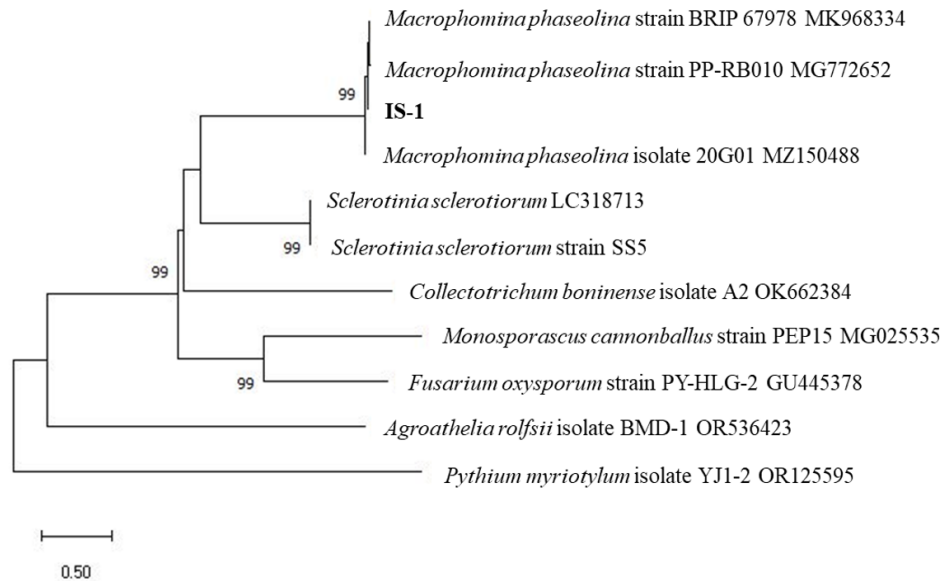 Macrophomina phaseolina strain BRIP 67978 MK968334
Macrophomina phaseolina strain PP-RB010 MG772652
99
IS-1
Macrophomina phaseolina isolate 20G01 MZ150488
Sclerotinia sclerotiorum LC318713
99
Sclerotinia sclerotiorum strain SS5
99
Collectotrichum boninense isolate A2 OK662384
Monosporascus cannonballus strain PEP15 MG025535
99
Fusarium oxysporum strain PY-HLG-2 GU445378
Agroathelia rolfsii isolate BMD-1 OR536423
Pythium myriotylum isolate YJ1-2 OR125595
0.50